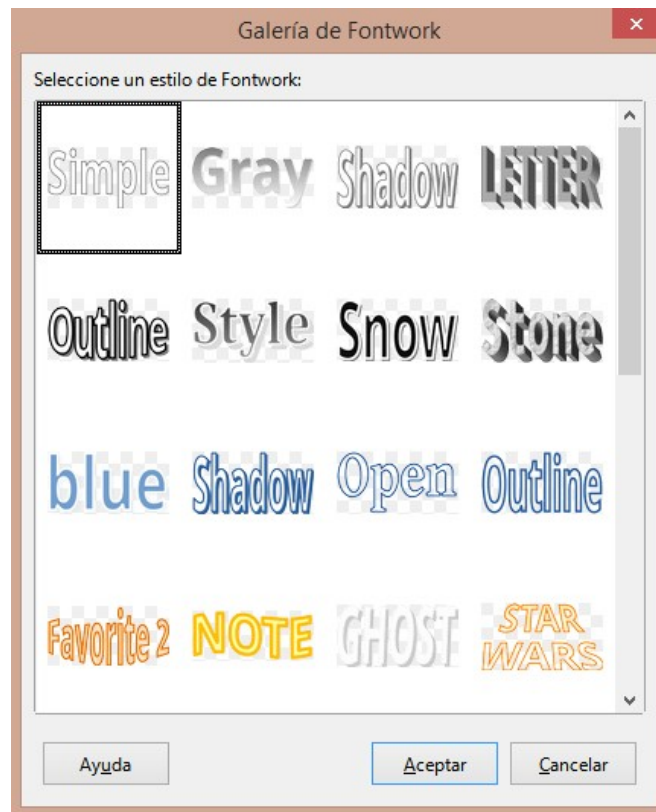 Galería de Fontwork
Seleccione un estilo de Fontwork:
Simple Gray Shadow LETTER
Outline Style Snow Stone
blue Shadow Open Outline
Favorite 2 NOTE GHOST STAR WARS
Ayuda Aceptar Cancelar